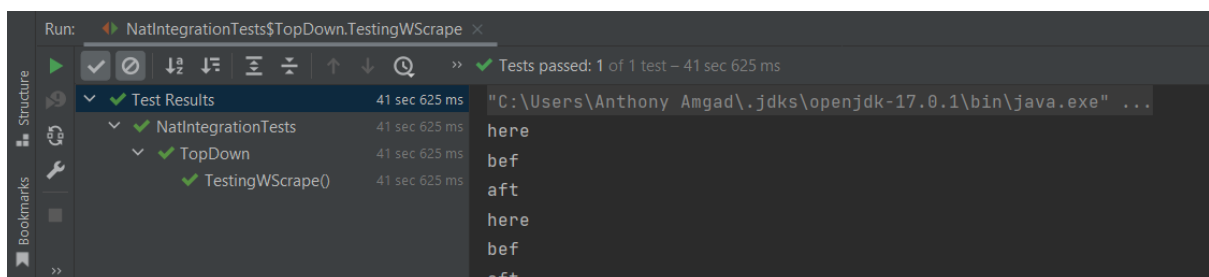 Run: NatIntegrationTests$TopDown.TestingWScrape ×
» Tests passed: 1 of 1 test – 41 sec 625 ms
Structure
Bookmarks
Test Results 41 sec 625 ms
NatIntegrationTests 41 sec 625 ms
TopDown 41 sec 625 ms
TestingWScrape() 41 sec 625 ms
"C:\Users\Anthony Amgad\.jdks\openjdk-17.0.1\bin\java.exe" ...
here
bef
aft
here
bef
aft
»